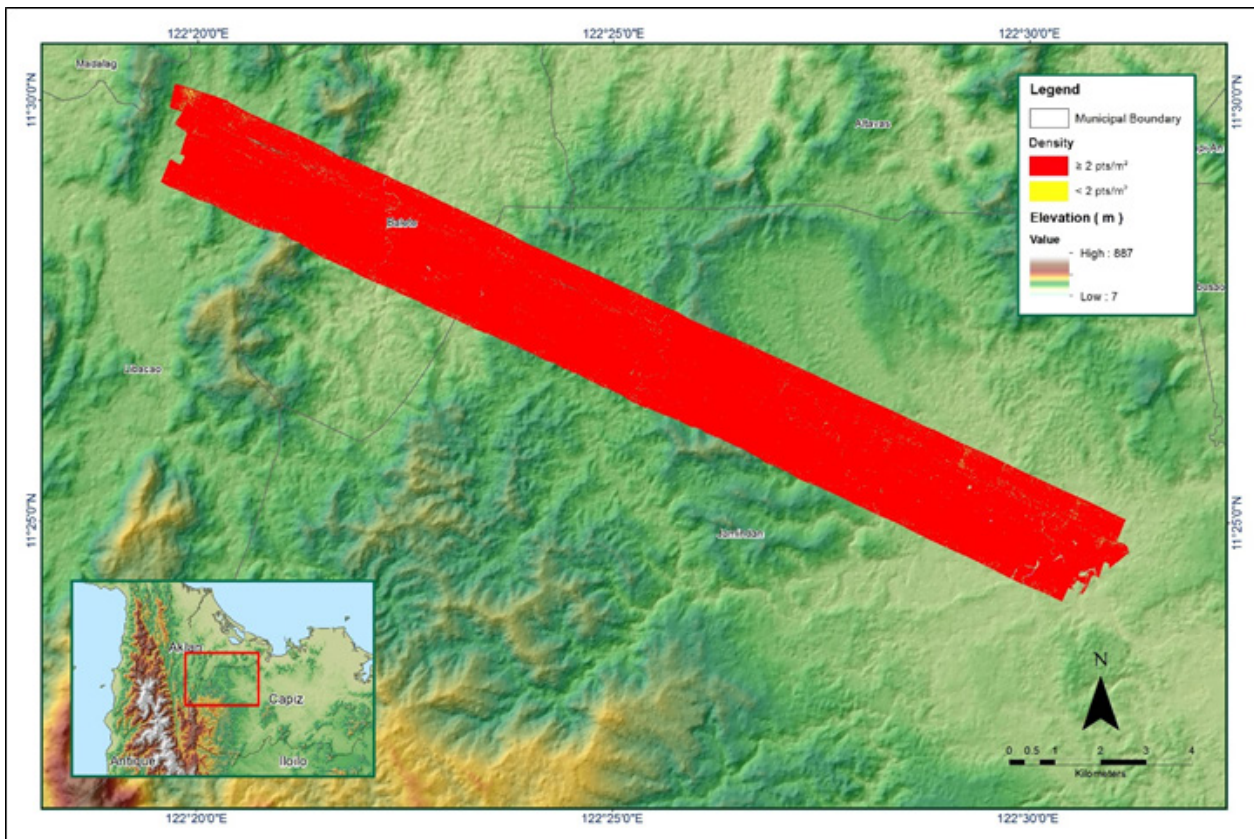 122°20'0"E
122°25'0"E
122°30'0"E
Madalag
11°30'0"N
11°30'0"N
Altavas
Legend
Municipal Boundary
Density
≥ 2 pts/m²
< 2 pts/m²
Elevation ( m )
Value
High : 887
Low : 7
Libacao
Jamindan
11°25'0"N
11°25'0"N
Aklan
Capiz
Antique
Iloilo
N
0 0.5 1 2 3 4
Kilometers
122°20'0"E
122°25'0"E
122°30'0"E